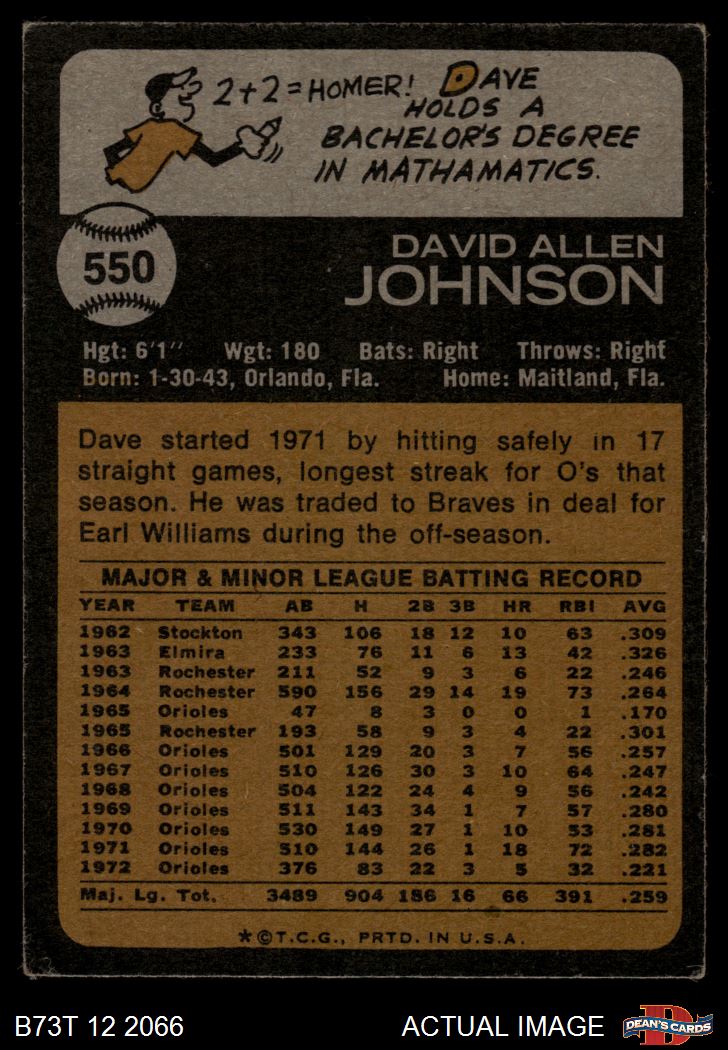 2+2=HOMER! DAVE
HOLDS A
BACHELOR'S DEGREE
IN MATHAMATICS.
550
DAVID ALLEN
JOHNSON
Hgt: 6'1" Wgt: 180 Bats: Right Throws: Right
Born: 1-30-43, Orlando, Fla. Home: Maitland, Fla.
Dave started 1971 by hitting safely in 17
straight games, longest streak for O's that
season. He was traded to Braves in deal for
Earl Williams during the off-season.
MAJOR & MINOR LEAGUE BATTING RECORD
YEAR TEAM AB H 2B 3B HR RBI AVG
1962 Stockton 343 106 18 12 10 63 .309
1963 Elmira 233 76 11 6 13 42 .326
1963 Rochester 211 52 9 3 6 22 .246
1964 Rochester 590 156 29 14 19 73 .264
1965 Orioles 47 8 3 0 0 1 .170
1965 Rochester 193 58 9 3 4 22 .301
1966 Orioles 501 129 20 3 7 56 .257
1967 Orioles 510 126 30 3 10 64 .247
1968 Orioles 504 122 24 4 9 56 .242
1969 Orioles 511 143 34 1 7 57 .280
1970 Orioles 530 149 27 1 10 53 .281
1971 Orioles 510 144 26 1 18 72 .282
1972 Orioles 376 83 22 3 5 32 .221
Maj. Lg. Tot. 3489 904 186 16 66 391 .259
*©T.C.G., PRTD. IN U.S.A.
B73T 12 2066 ACTUAL IMAGE DEAN'S CARDS